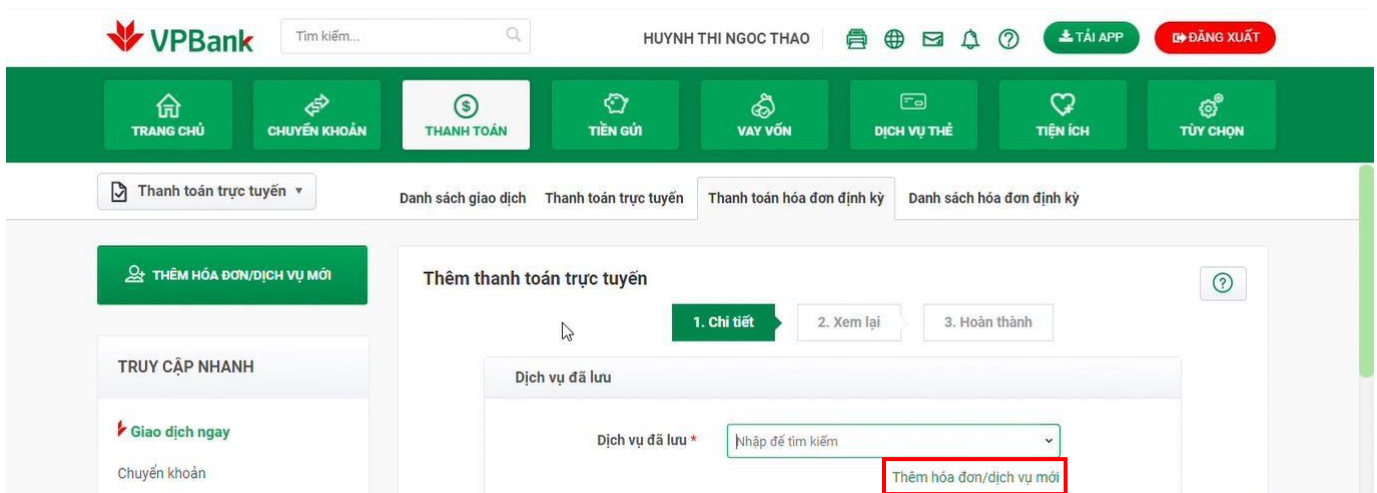 VPBank
Tìm kiếm...
HUYNH THI NGOC THAO
TẢI APP
ĐĂNG XUẤT
TRANG CHỦ
CHUYỂN KHOẢN
THANH TOÁN
TIỀN GỬI
VAY VỐN
DỊCH VỤ THẺ
TIỆN ÍCH
TÙY CHỌN
Thanh toán trực tuyến
Danh sách giao dịch
Thanh toán trực tuyến
Thanh toán hóa đơn định kỳ
Danh sách hóa đơn định kỳ
THÊM HÓA ĐƠN/DỊCH VỤ MỚI
Thêm thanh toán trực tuyến
1. Chi tiết
2. Xem lại
3. Hoàn thành
TRUY CẬP NHANH
Dịch vụ đã lưu
Giao dịch ngay
Dịch vụ đã lưu *
Nhập để tìm kiếm
Chuyển khoản
Thêm hóa đơn/dịch vụ mới